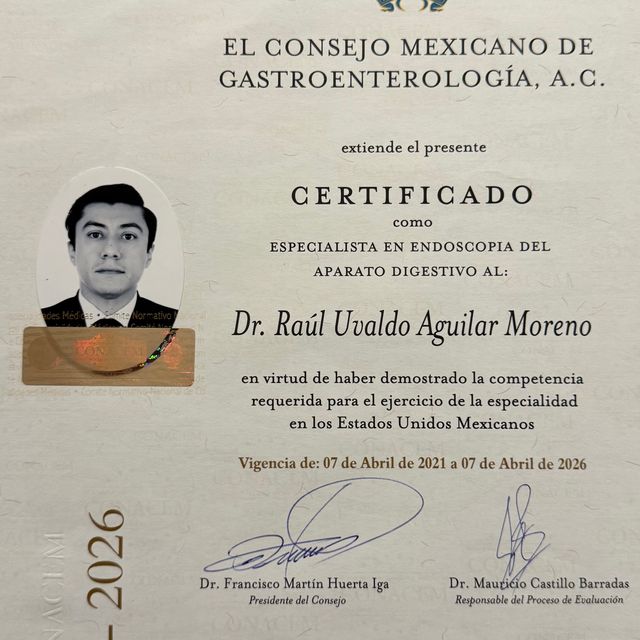 EL CONSEJO MEXICANO DE
GASTROENTEROLOGÍA, A.C.
extiende el presente
CERTIFICADO
como
ESPECIALISTA EN ENDOSCOPIA DEL
APARATO DIGESTIVO AL:
Dr. Raúl Uvaldo Aguilar Moreno
en virtud de haber demostrado la competencia
requerida para el ejercicio de la especialidad
en los Estados Unidos Mexicanos
Vigencia de: 07 de Abril de 2021 a 07 de Abril de 2026
Dr. Francisco Martín Huerta Iga
Presidente del Consejo
Dr. Mauricio Castillo Barradas
Responsable del Proceso de Evaluación
- 2026